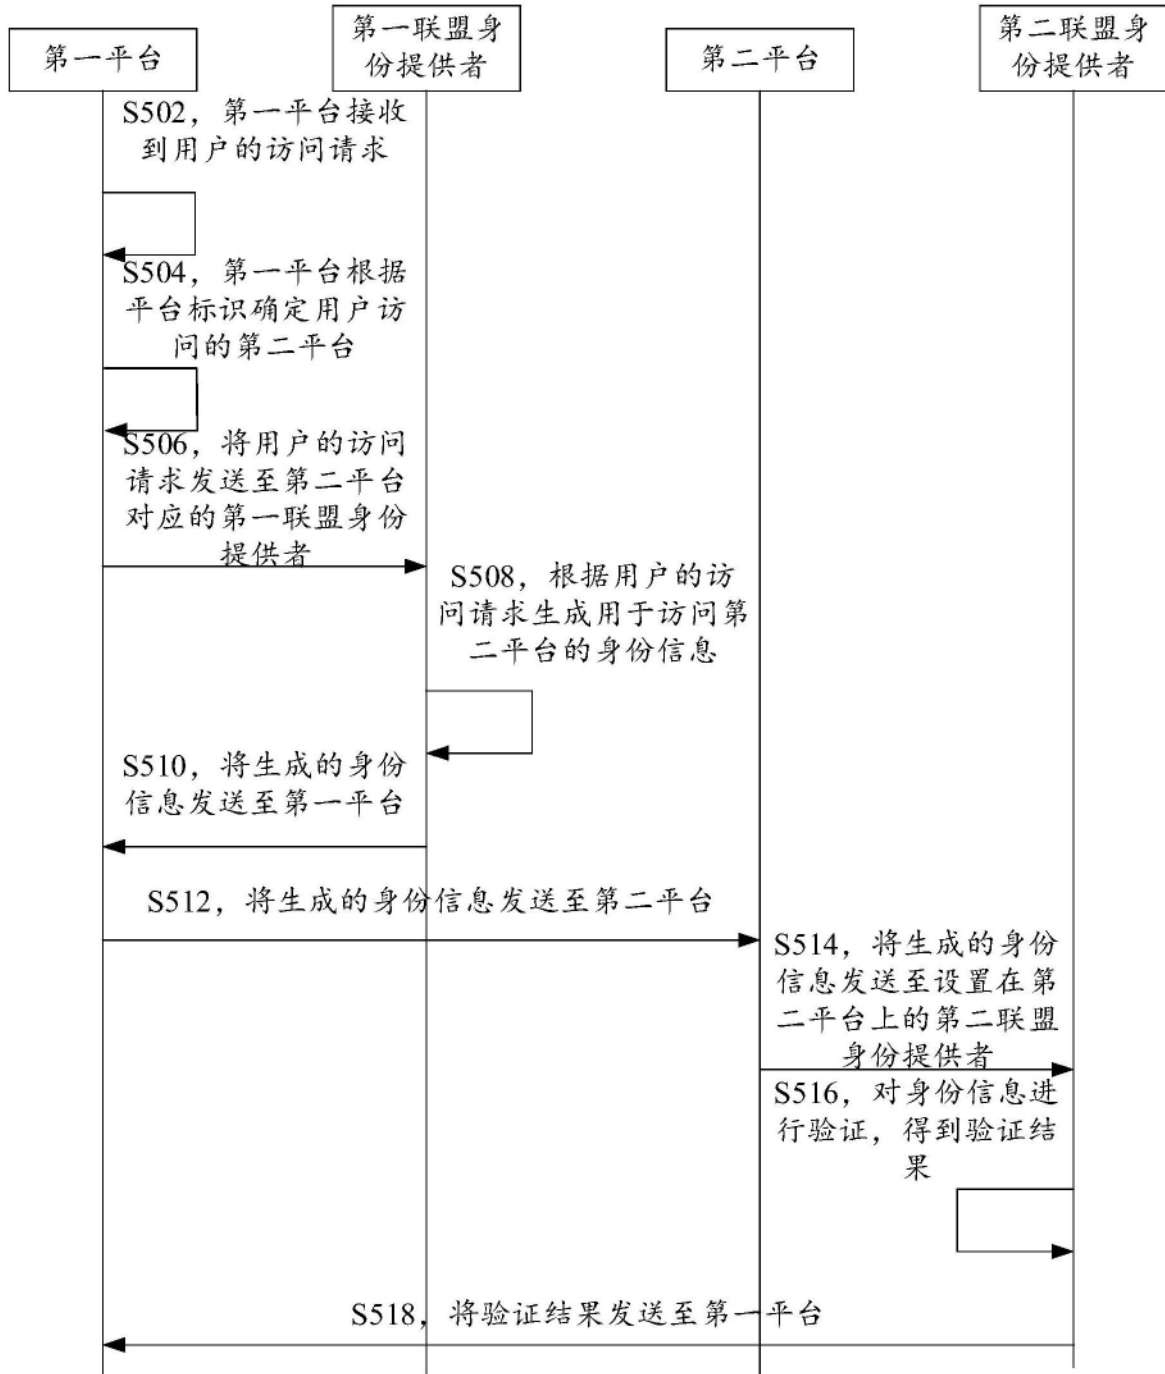 第一平台
第一联盟身
份提供者
第二平台
第二联盟身
份提供者
S502，第一平台接收
到用户的访问请求
S504，第一平台根据
平台标识确定用户访
问的第二平台
S506，将用户的访问
请求发送至第二平台
对应的第一联盟身份
提供者
S508，根据用户的访
问请求生成用于访问第
二平台的身份信息
S510，将生成的身份
信息发送至第一平台
S512，将生成的身份信息发送至第二平台
S514，将生成的身份
信息发送至设置在第
二平台上的第二联盟
身份提供者
S516，对身份信息进
行验证，得到验证结
果
S518，将验证结果发送至第一平台